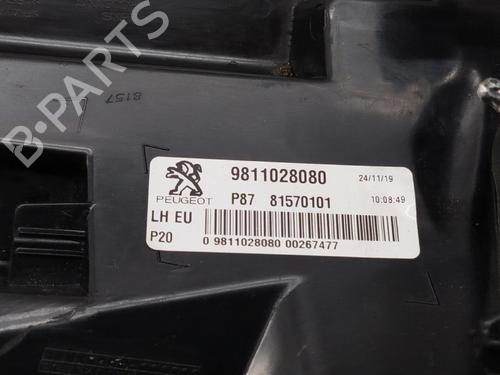 B-PARTS
8157
PEUGEOT
9811028080
24/11/19
P87 81570101
10:08:49
LH EU
P20
0 9811028080 00267477